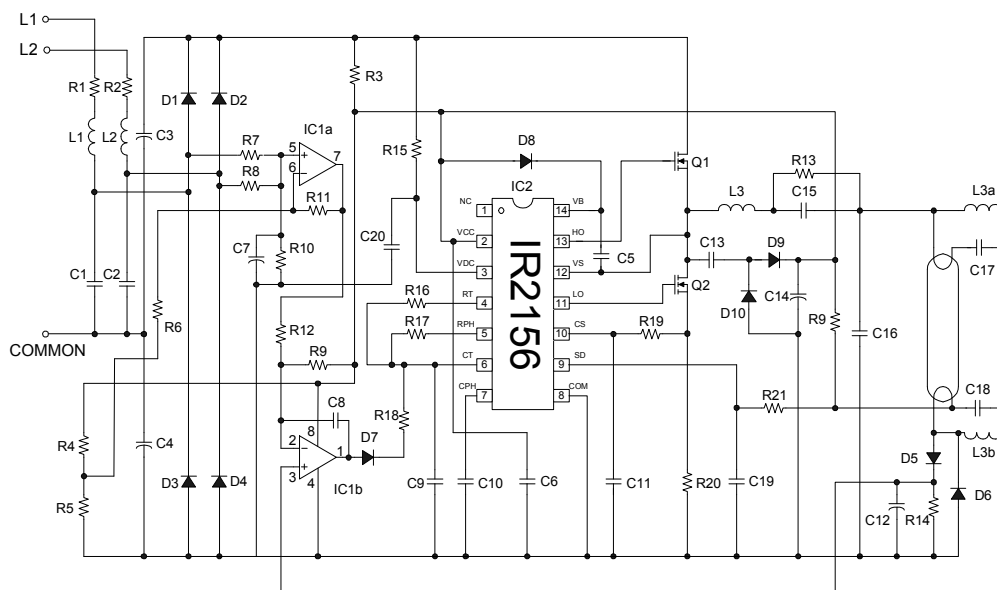 L1
L2
R1
R2
L1
L2
C1
C2
COMMON
D1
D2
C3
R7
R8
IC1a
5
+
6
−
7
R3
R11
C7
R10
C20
R15
R6
R12
R9
R4
R5
C4
D3
D4
C8
8
2
−
3
+
1
4
IC1b
D7
R18
R16
R17
D8
IC2
IR2156
NC
1
VCC
2
VDC
3
RT
4
RPH
5
CT
6
CPH
7
14
VB
13
HO
12
VS
11
LO
10
CS
9
SD
8
COM
C5
Q1
Q2
L3
R13
C15
C13
D9
D10
C14
R9
C16
R19
R21
L3a
C17
C18
L3b
D5
D6
C12
R14
C9
C10
C6
C11
R20
C19